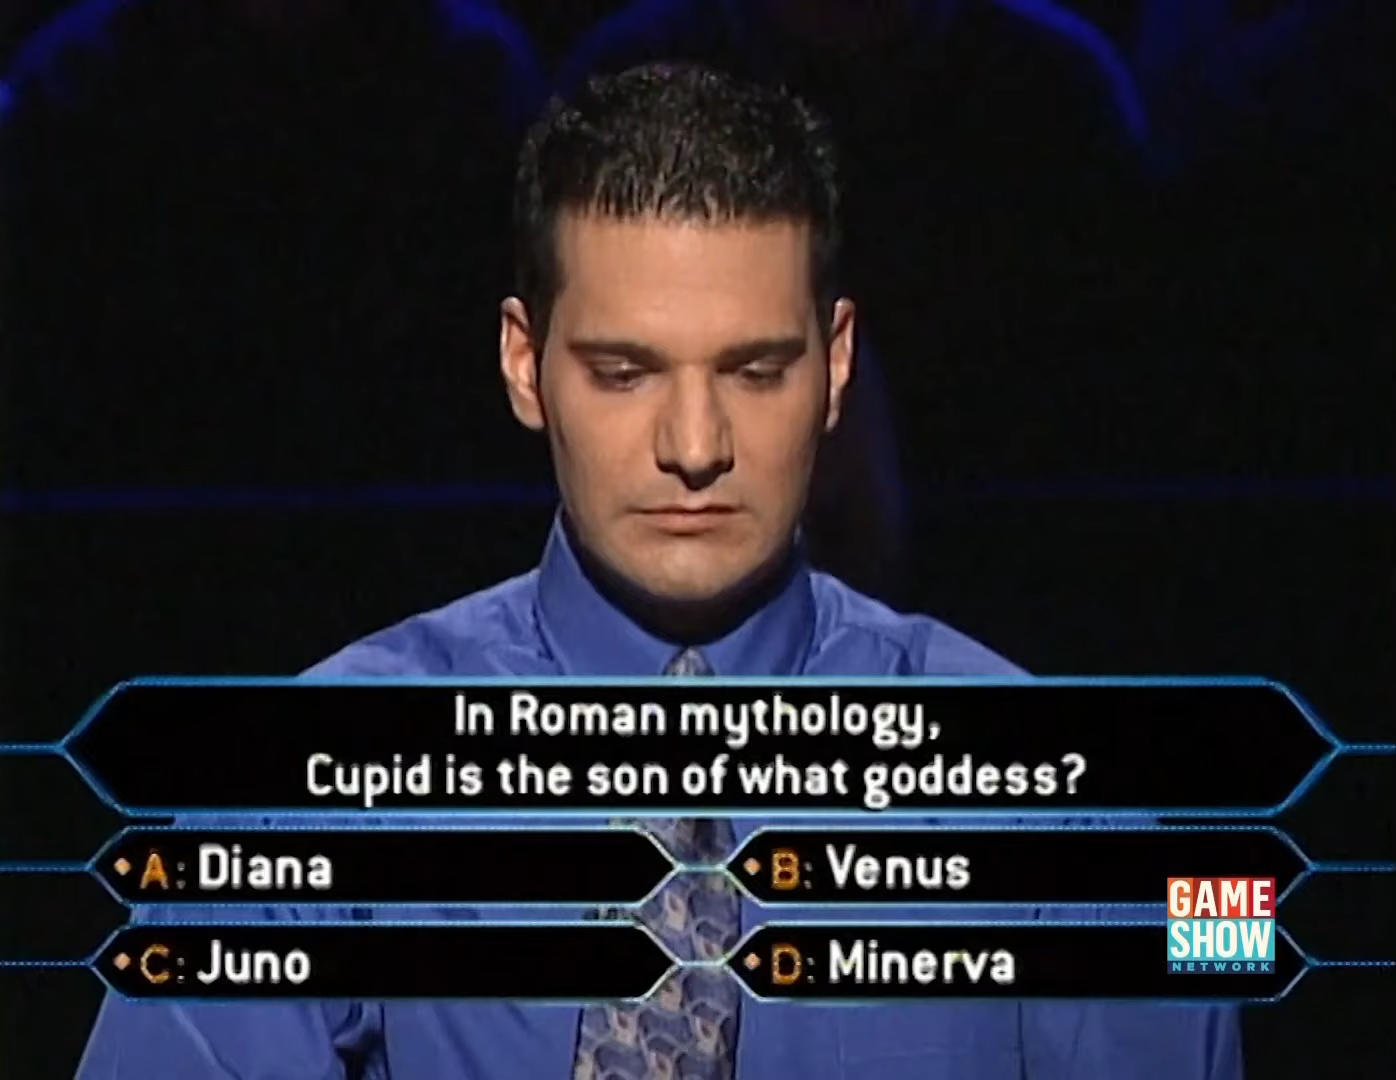 In Roman mythology,
Cupid is the son of what goddess?
A: Diana
B: Venus
C: Juno
D: Minerva
GAME
SHOW
NETWORK